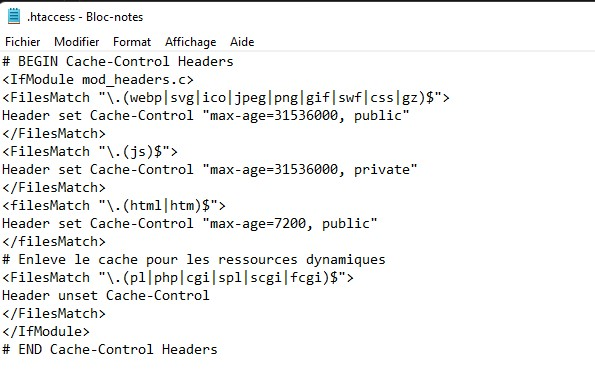 .htaccess - Bloc-notes
Fichier Modifier Format Affichage Aide
# BEGIN Cache-Control Headers
<IfModule mod_headers.c>
<FilesMatch "\.(webp|svg|ico|jpeg|png|gif|swf|css|gz)$">
Header set Cache-Control "max-age=31536000, public"
</FilesMatch>
<FilesMatch "\.(js)$">
Header set Cache-Control "max-age=31536000, private"
</FilesMatch>
<filesMatch "\.(html|htm)$">
Header set Cache-Control "max-age=7200, public"
</filesMatch>
# Enleve le cache pour les ressources dynamiques
<FilesMatch "\.(pl|php|cgi|spl|scgi|fcgi)$">
Header unset Cache-Control
</FilesMatch>
</IfModule>
# END Cache-Control Headers